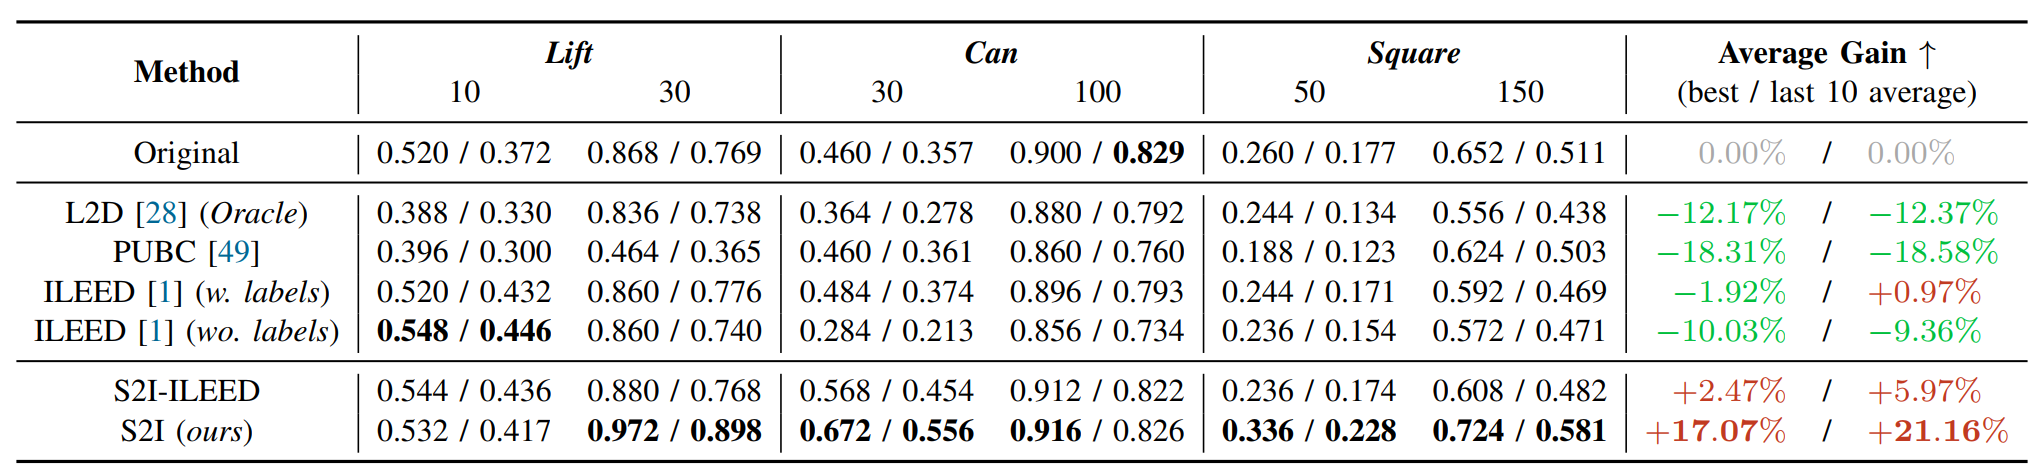 Method Lift Can Square Average Gain ↑
10 30 30 100 50 150 (best / last 10 average)
Original 0.520 / 0.372 0.868 / 0.769 0.460 / 0.357 0.900 / 0.829 0.260 / 0.177 0.652 / 0.511 0.00% / 0.00%
L2D [28] (Oracle) 0.388 / 0.330 0.836 / 0.738 0.364 / 0.278 0.880 / 0.792 0.244 / 0.134 0.556 / 0.438 −12.17% / −12.37%
PUBC [49] 0.396 / 0.300 0.464 / 0.365 0.460 / 0.361 0.860 / 0.760 0.188 / 0.123 0.624 / 0.503 −18.31% / −18.58%
ILEED [1] (w. labels) 0.520 / 0.432 0.860 / 0.776 0.484 / 0.374 0.896 / 0.793 0.244 / 0.171 0.592 / 0.469 −1.92% / +0.97%
ILEED [1] (wo. labels) 0.548 / 0.446 0.860 / 0.740 0.284 / 0.213 0.856 / 0.734 0.236 / 0.154 0.572 / 0.471 −10.03% / −9.36%
S2I-ILEED 0.544 / 0.436 0.880 / 0.768 0.568 / 0.454 0.912 / 0.822 0.236 / 0.174 0.608 / 0.482 +2.47% / +5.97%
S2I (ours) 0.532 / 0.417 0.972 / 0.898 0.672 / 0.556 0.916 / 0.826 0.336 / 0.228 0.724 / 0.581 +17.07% / +21.16%